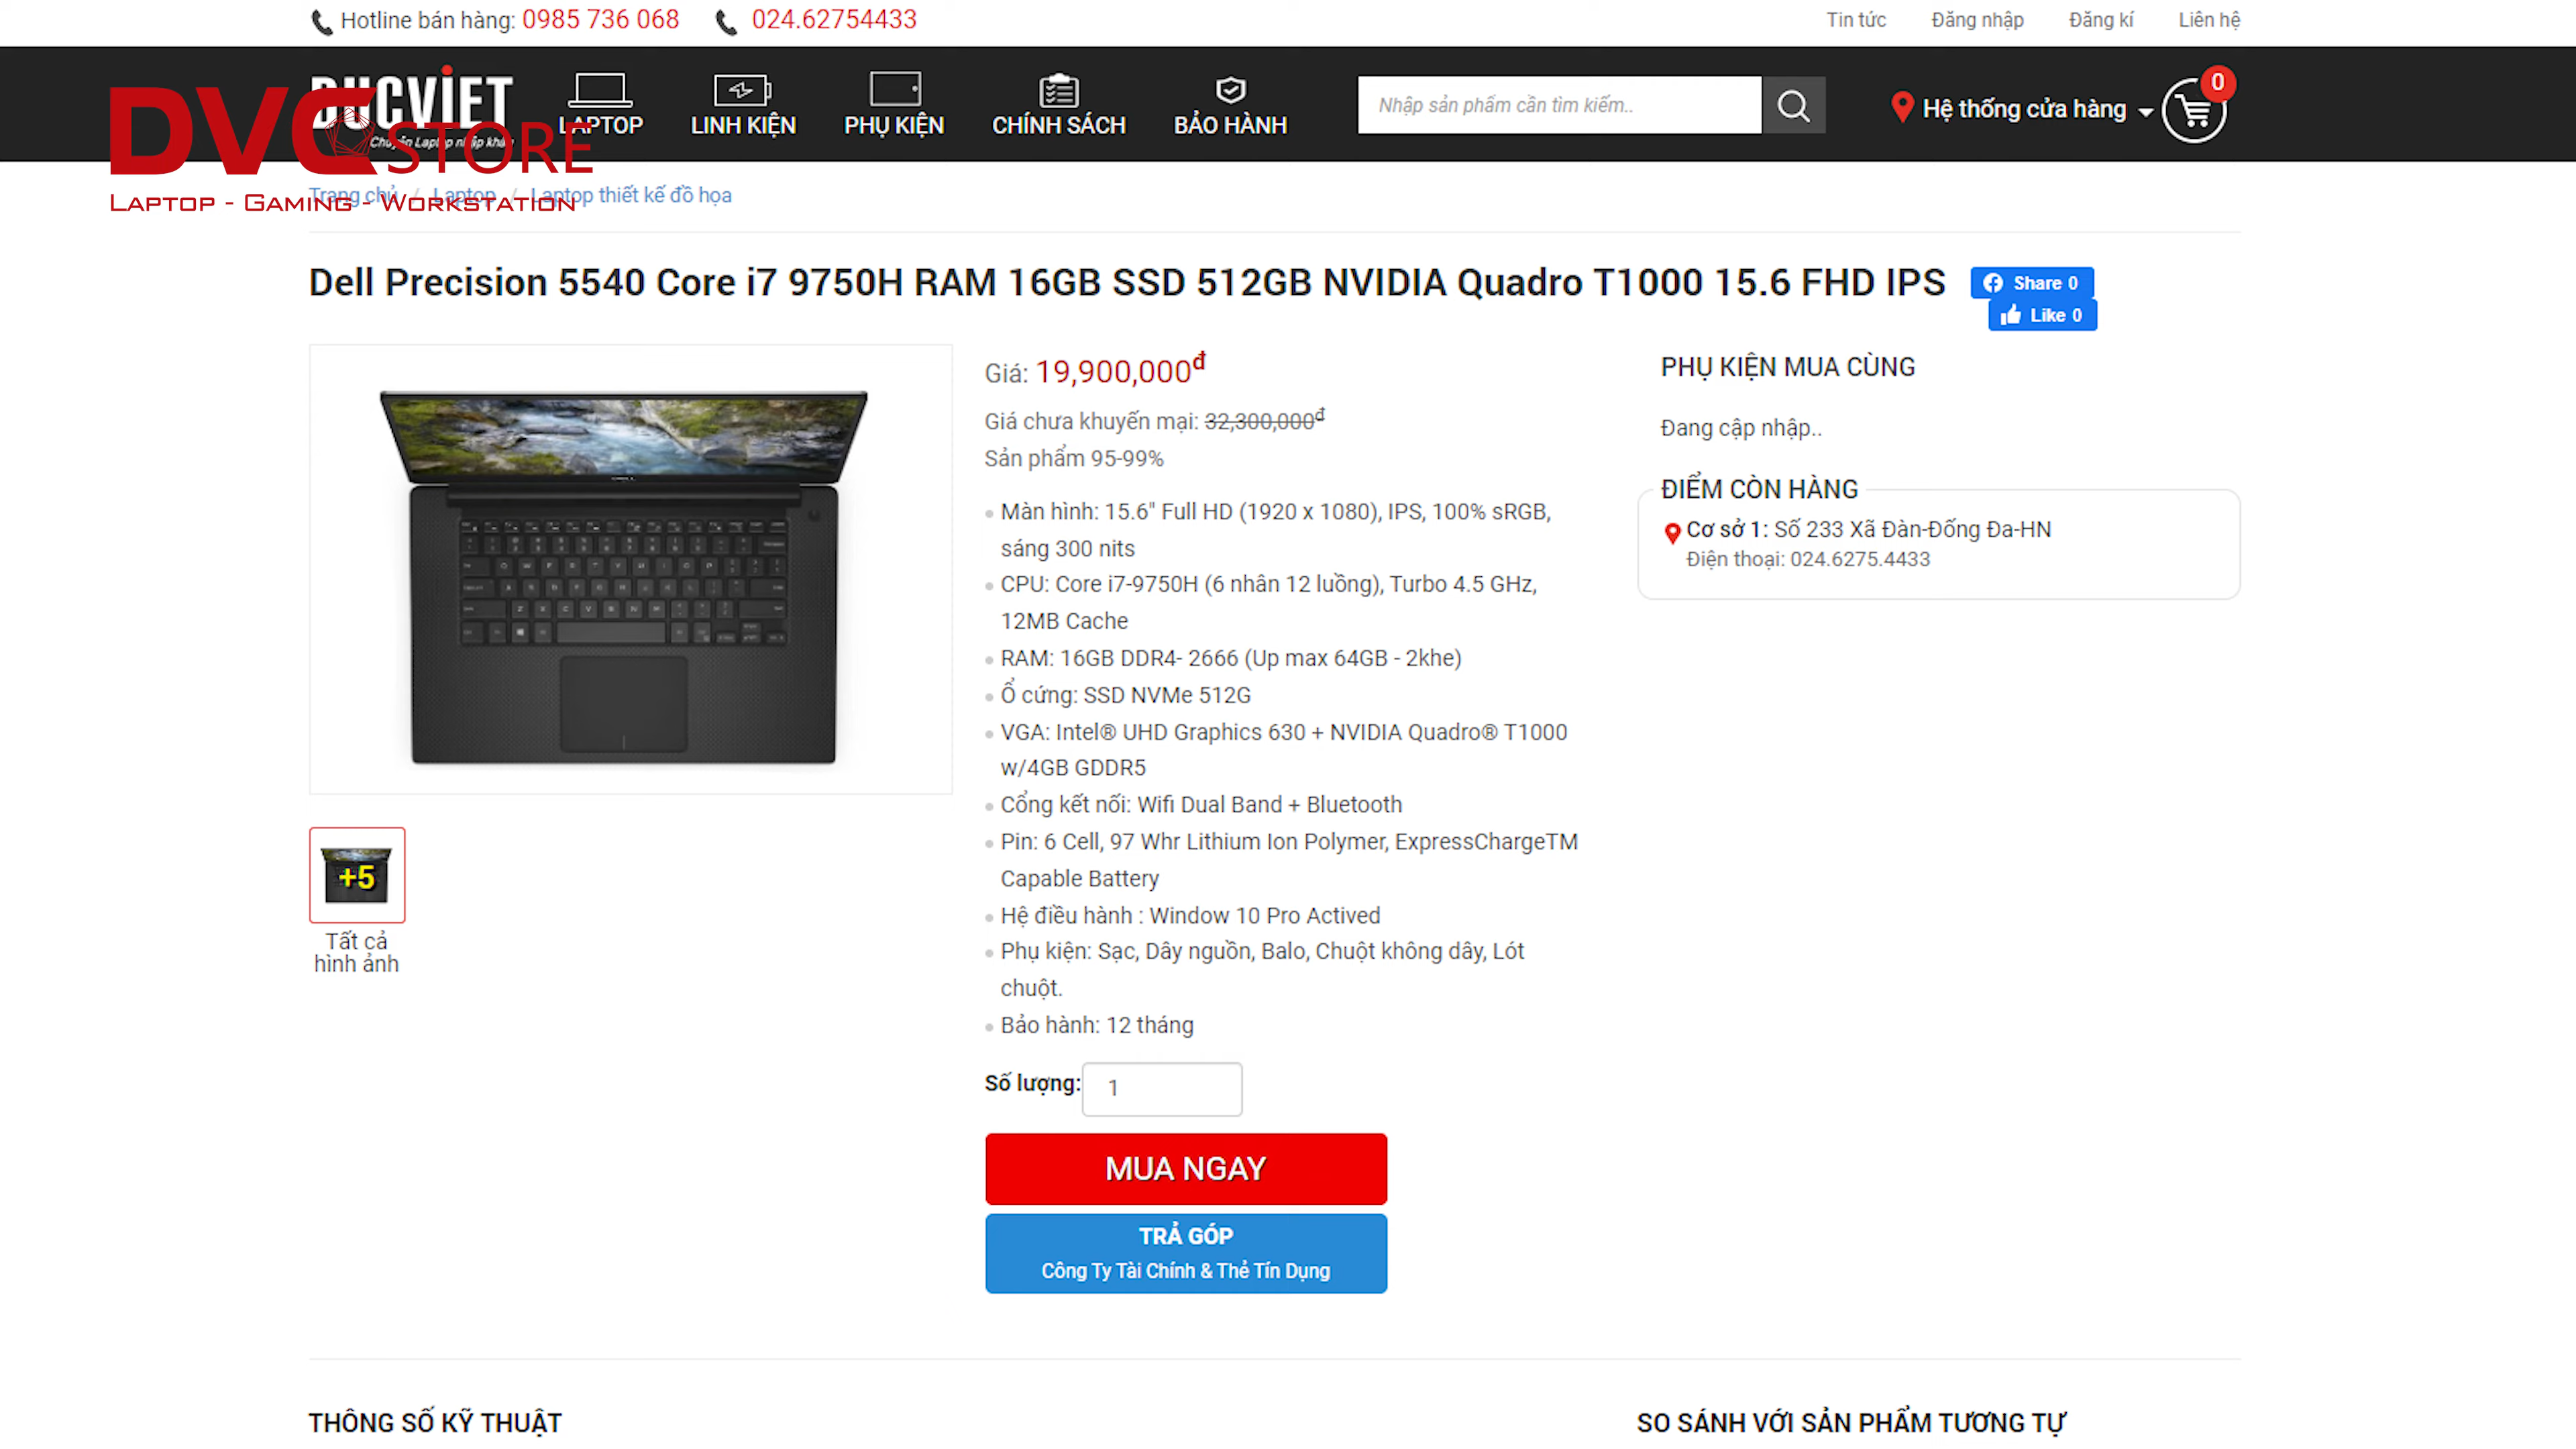 Hotline bán hàng: 0985 736 068 024.62754433
Tin tức Đăng nhập Đăng kí Liên hệ
DUCVIET
Chuyên Laptop nhập khẩu
DVC STORE
LAPTOP - GAMING - WORKSTATION
LAPTOP LINH KIỆN PHỤ KIỆN CHÍNH SÁCH BẢO HÀNH
Nhập sản phẩm cần tìm kiếm..
Hệ thống cửa hàng
0
Trang chủ / Laptop / Laptop thiết kế đồ họa
Dell Precision 5540 Core i7 9750H RAM 16GB SSD 512GB NVIDIA Quadro T1000 15.6 FHD IPS
Share 0
Like 0
+5
Tất cả
hình ảnh
Giá: 19,900,000đ
Giá chưa khuyến mại: 32,300,000đ
Sản phẩm 95-99%
Màn hình: 15.6" Full HD (1920 x 1080), IPS, 100% sRGB,
sáng 300 nits
CPU: Core i7-9750H (6 nhân 12 luồng), Turbo 4.5 GHz,
12MB Cache
RAM: 16GB DDR4- 2666 (Up max 64GB - 2khe)
Ổ cứng: SSD NVMe 512G
VGA: Intel® UHD Graphics 630 + NVIDIA Quadro® T1000
w/4GB GDDR5
Cổng kết nối: Wifi Dual Band + Bluetooth
Pin: 6 Cell, 97 Whr Lithium Ion Polymer, ExpressChargeTM
Capable Battery
Hệ điều hành : Window 10 Pro Actived
Phụ kiện: Sạc, Dây nguồn, Balo, Chuột không dây, Lót
chuột.
Bảo hành: 12 tháng
Số lượng: 1
MUA NGAY
TRẢ GÓP
Công Ty Tài Chính & Thẻ Tín Dụng
PHỤ KIỆN MUA CÙNG
Đang cập nhập..
ĐIỂM CÒN HÀNG
Cơ sở 1: Số 233 Xã Đàn-Đống Đa-HN
Điện thoại: 024.6275.4433
THÔNG SỐ KỸ THUẬT
SO SÁNH VỚI SẢN PHẨM TƯƠNG TỰ